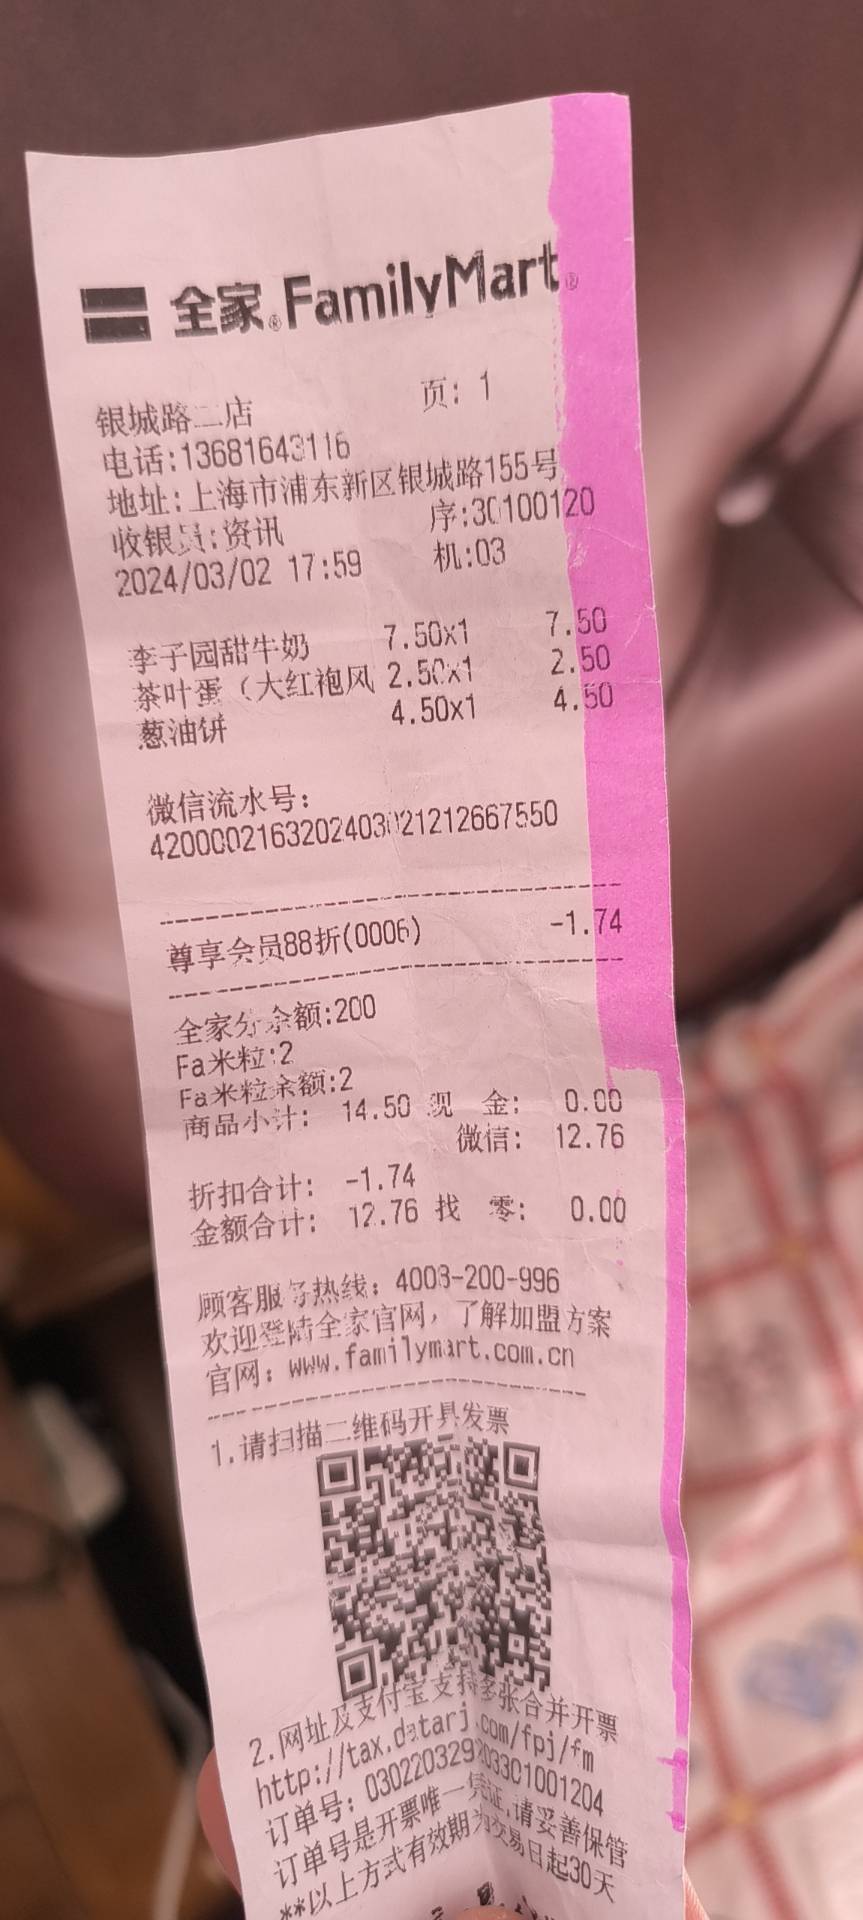 全家 FamilyMart
页: 1
银城路二店
电话:13681643116
地址:上海市浦东新区银城路155号
收银员:资讯 序:30100120
2024/03/02 17:59 机:03
李子园甜牛奶 7.50x1 7.50
茶叶蛋（大红袍风 2.50x1 2.50
葱油饼 4.50x1 4.50
微信流水号:
4200002163202403021212667550
尊享会员88折(0006) -1.74
全家分余额:200
Fa米粒:2
Fa米粒余额:2
商品小计: 14.50 现 金: 0.00
微信: 12.76
折扣合计: -1.74
金额合计: 12.76 找 零: 0.00
顾客服务热线: 4008-200-996
欢迎登陆全家官网，了解加盟方案
官网: www.familymart.com.cn
1.请扫描二维码开具发票
2.网址及支付宝支持多张合并开票
http://tax.datarj.com/fpj/fm
订单号: 030220329203301001204
订单号是开票唯一凭证,请妥善保管
**以上方式有效期为交易日起30天